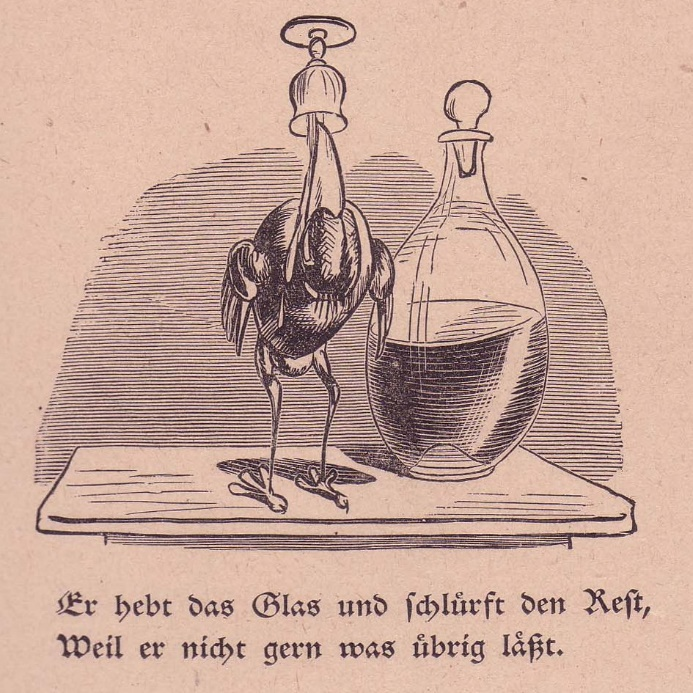 Er hebt das Glas und schlürft den Rest,
Weil er nicht gern was übrig läßt.